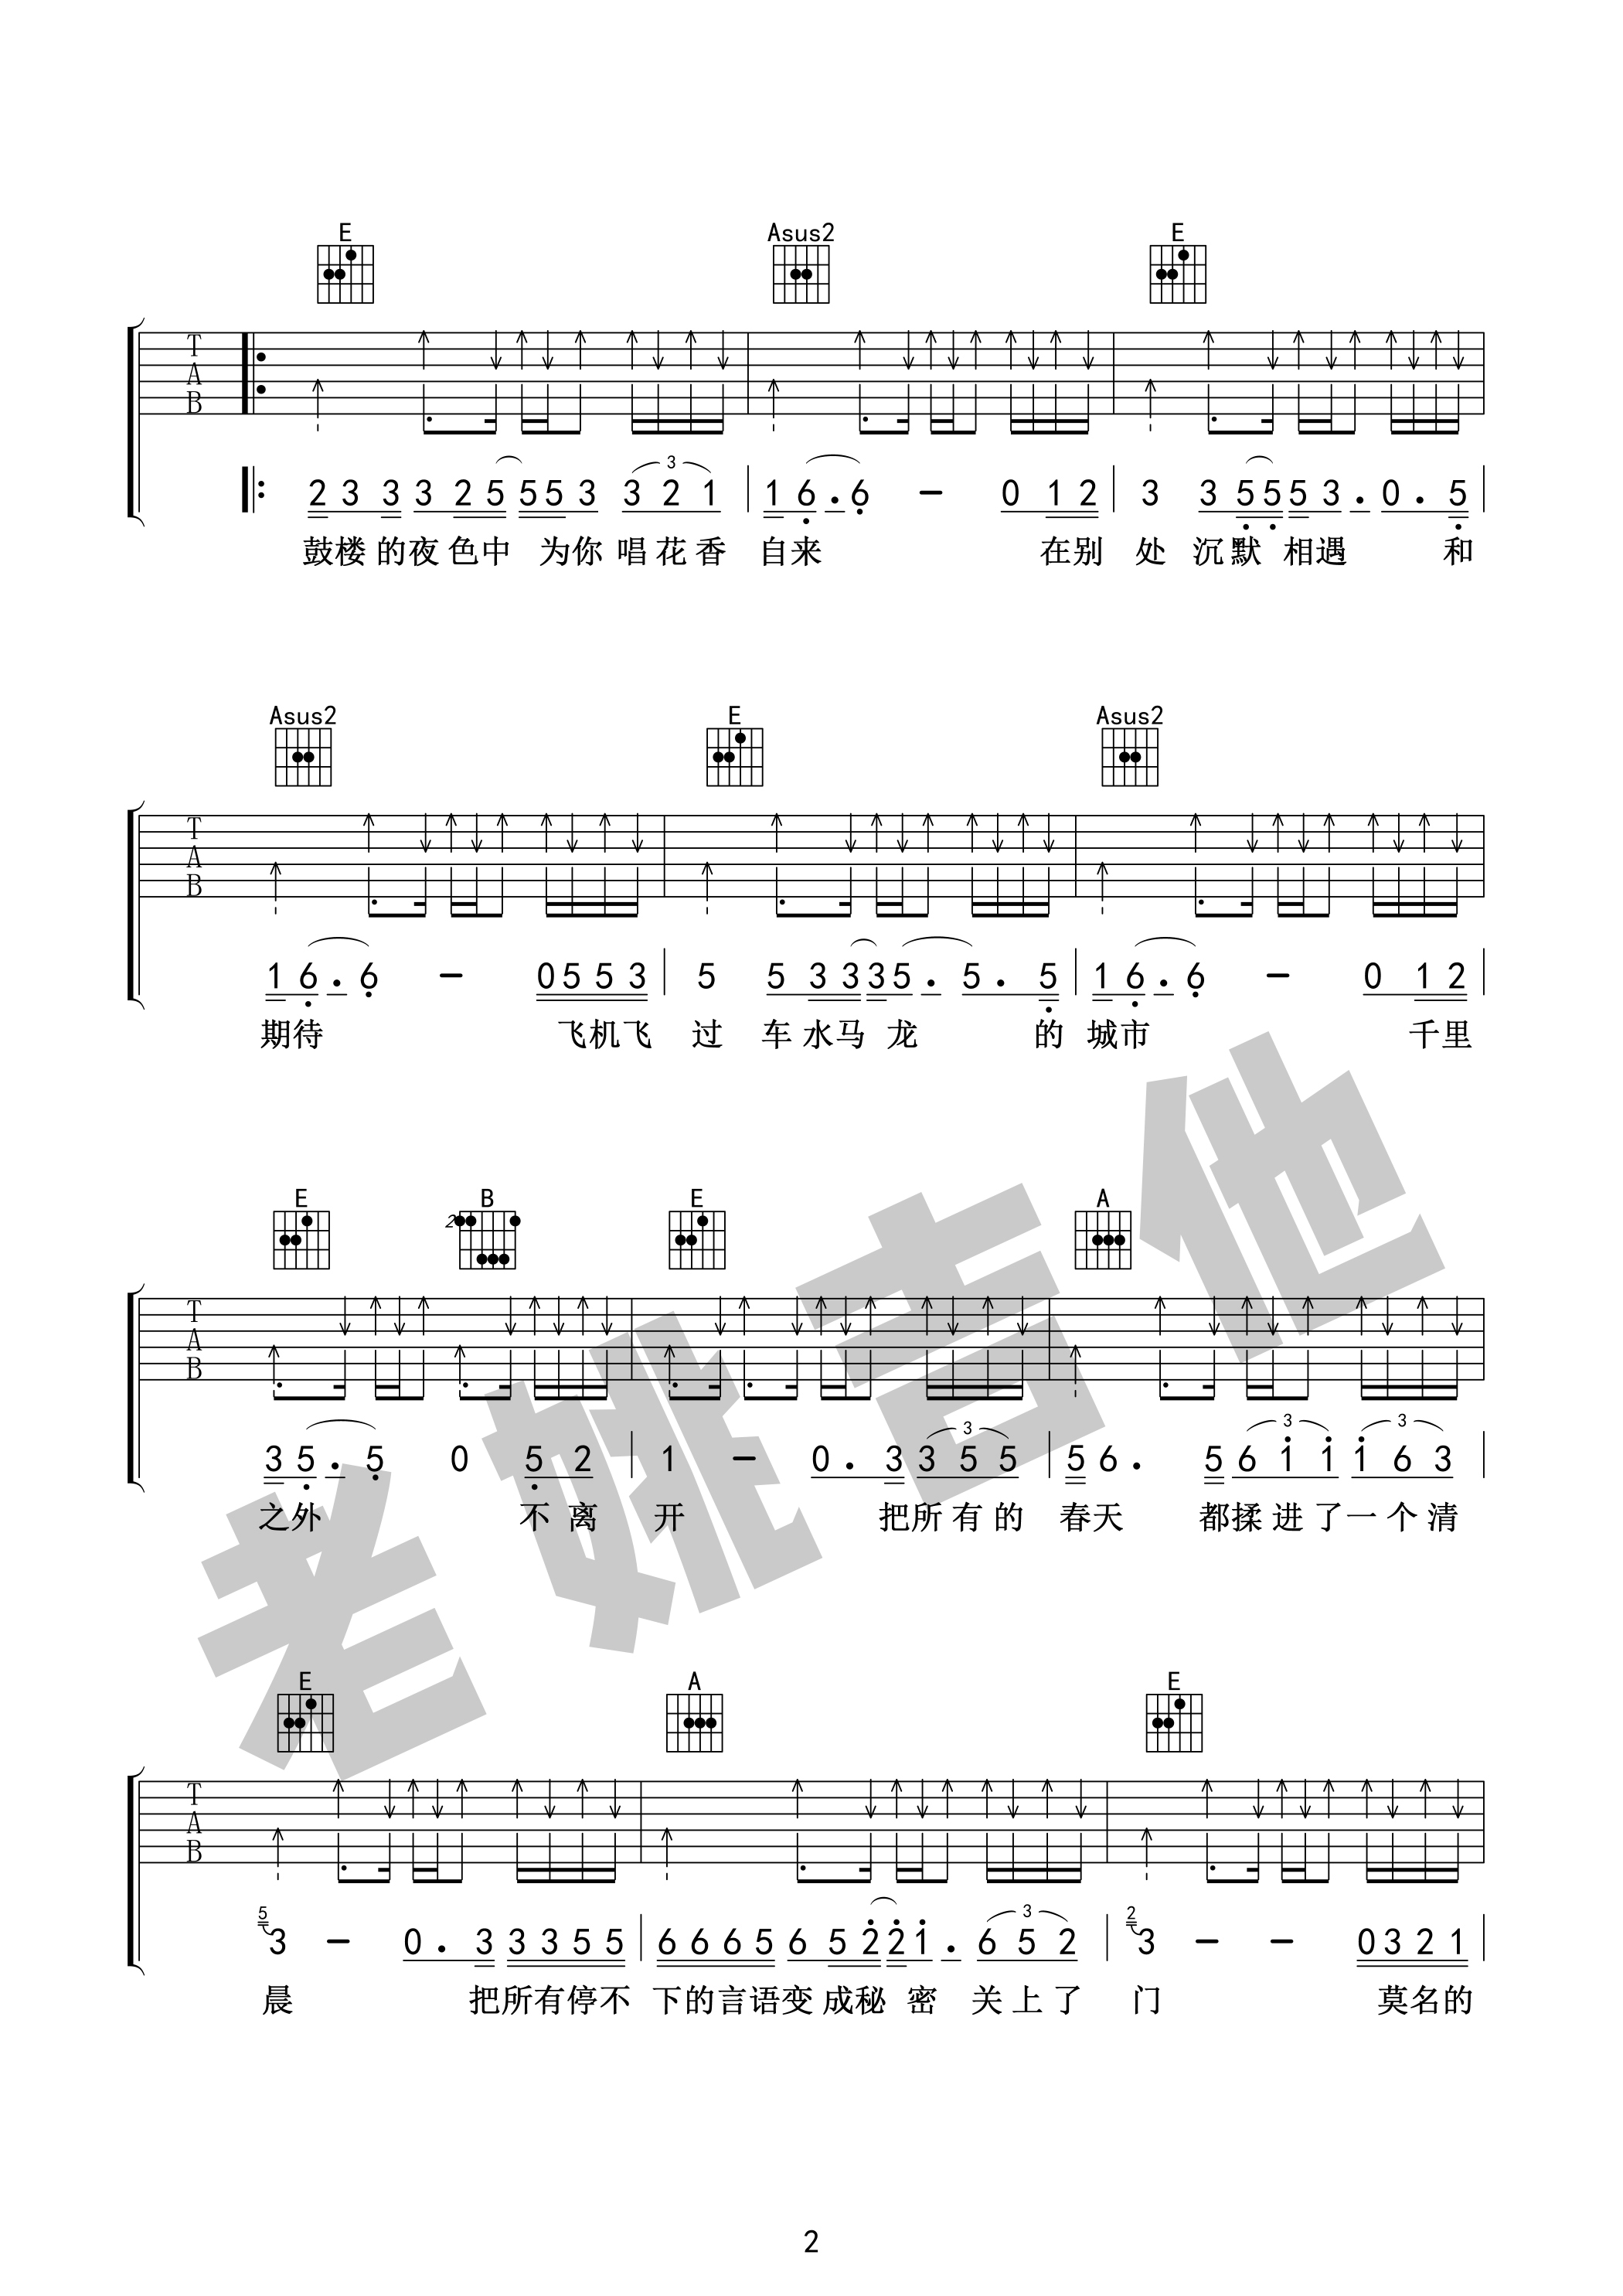 E Asus2 E
T
A
B
3
2 3 3 3 2 5 5 5 3 3 2 1 1 6 . 6 — 0 1 2 3 3 5 5 5 3 . 0 . 5
鼓楼 的夜 色中 为你 唱 花 香 自来 在别 处 沉默 相遇 和
Asus2 E Asus2
T
A
B
1 6 . 6 — 0 5 5 3 5 5 3 3 3 5 . 5 . 5 1 6 . 6 — 0 1 2
期待 飞机飞 过 车 水马 龙 的 城市 千里
E B E A
2
T
A
B
3 3 3
3 5 . 5 0 5 2 1 — 0 . 3 3 5 5 5 6 . 5 6 1 1 1 6 3
之外 不 离 开 把所 有 的 春天 都揉 进 了一 个 清
E A E
T
A
B
5 3 2
3 — 0 . 3 3 3 5 5 6 6 6 5 6 5 2 2 1 . 6 5 2 3 — — 0 3 2 1
晨 把所有停不 下的言语变 成秘 密 关 上 了 门 莫名的
老姚吉他
2